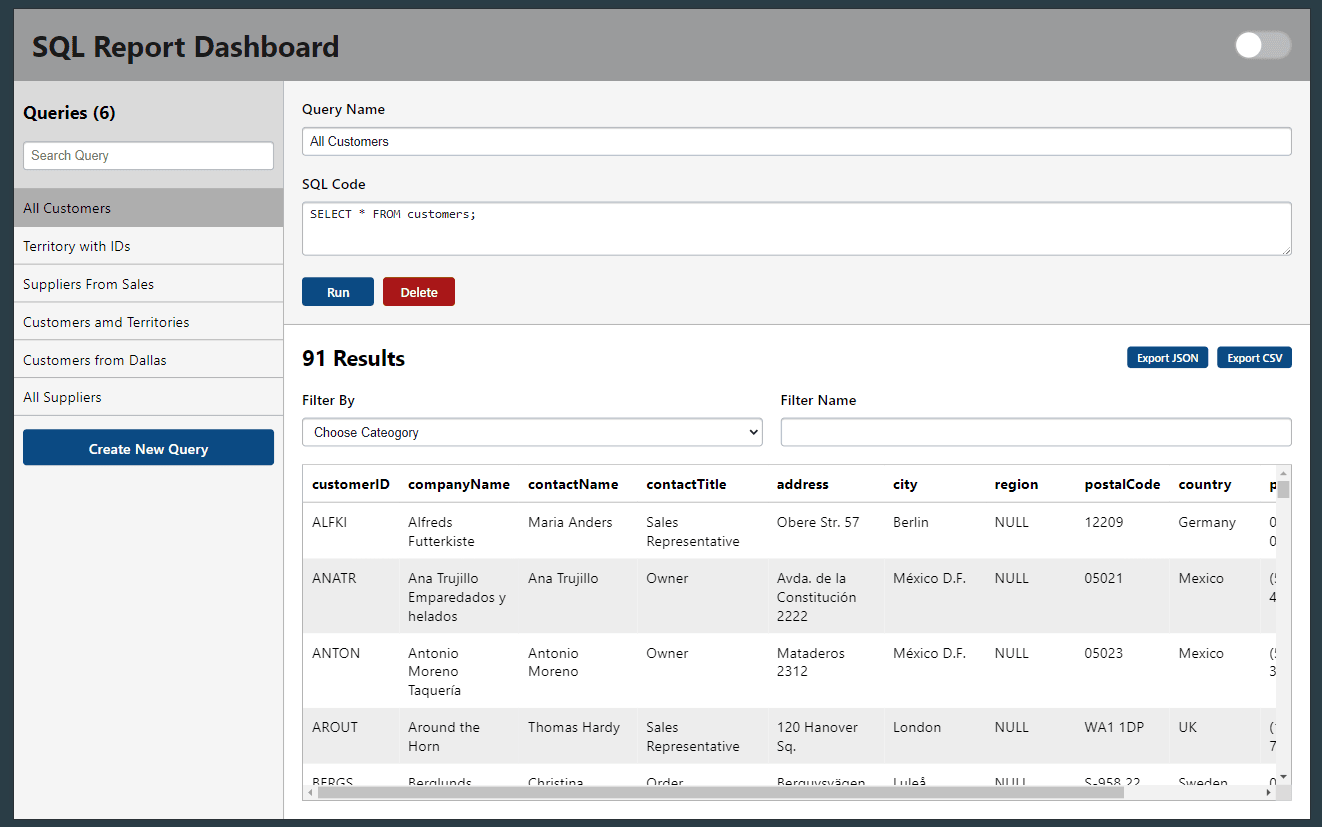 SQL Report Dashboard
Queries (6)
Search Query
All Customers
Territory with IDs
Suppliers From Sales
Customers amd Territories
Customers from Dallas
All Suppliers
Create New Query
Query Name
All Customers
SQL Code
SELECT * FROM customers;
Run Delete
91 Results Export JSON Export CSV
Filter By Filter Name
Choose Cateogory
customerID companyName contactName contactTitle address city region postalCode country
ALFKI Alfreds Maria Anders Sales Obere Str. 57 Berlin NULL 12209 Germany 0
Futterkiste Representative 0
ANATR Ana Trujillo Ana Trujillo Owner Avda. de la México D.F. NULL 05021 Mexico
Emparedados y Constitución 4
helados 2222
ANTON Antonio Antonio Owner Mataderos México D.F. NULL 05023 Mexico
Moreno Moreno 2312 3
Taquería
AROUT Around the Thomas Hardy Sales 120 Hanover London NULL WA1 1DP UK (1
Horn Representative Sq. 7
BERGS Berglunds Christina Order Berguvsvägen Luleå NULL S-958 22 Sweden 0